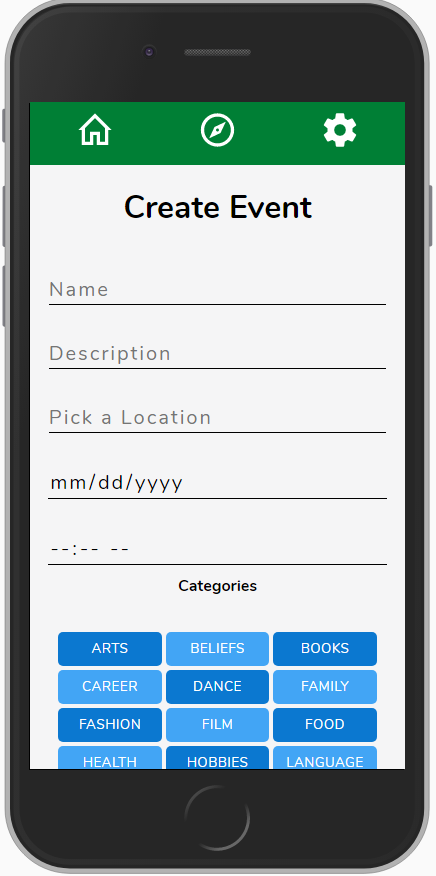 Create Event
Name
Description
Pick a Location
mm/dd/yyyy
--:-- --
Categories
ARTS BELIEFS BOOKS
CAREER DANCE FAMILY
FASHION FILM FOOD
HEALTH HOBBIES LANGUAGE